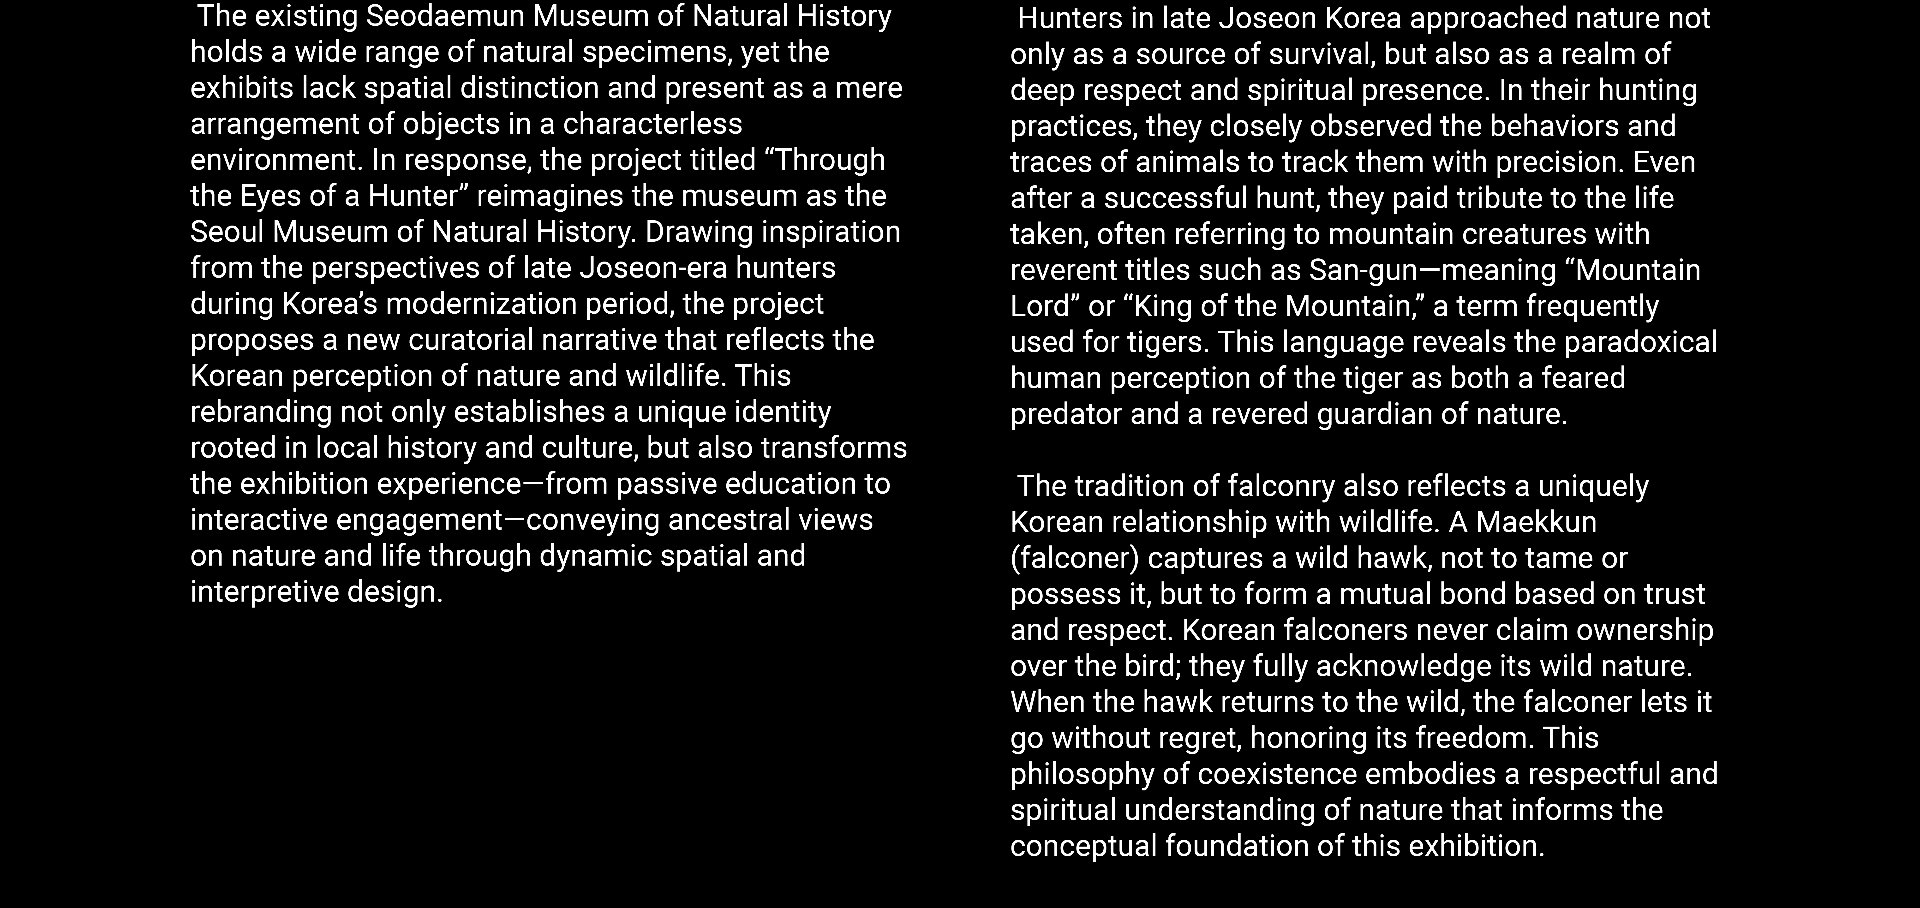 The existing Seodaemun Museum of Natural History
holds a wide range of natural specimens, yet the
exhibits lack spatial distinction and present as a mere
arrangement of objects in a characterless
environment. In response, the project titled “Through
the Eyes of a Hunter” reimagines the museum as the
Seoul Museum of Natural History. Drawing inspiration
from the perspectives of late Joseon-era hunters
during Korea’s modernization period, the project
proposes a new curatorial narrative that reflects the
Korean perception of nature and wildlife. This
rebranding not only establishes a unique identity
rooted in local history and culture, but also transforms
the exhibition experience—from passive education to
interactive engagement—conveying ancestral views
on nature and life through dynamic spatial and
interpretive design.
Hunters in late Joseon Korea approached nature not
only as a source of survival, but also as a realm of
deep respect and spiritual presence. In their hunting
practices, they closely observed the behaviors and
traces of animals to track them with precision. Even
after a successful hunt, they paid tribute to the life
taken, often referring to mountain creatures with
reverent titles such as San-gun—meaning “Mountain
Lord” or “King of the Mountain,” a term frequently
used for tigers. This language reveals the paradoxical
human perception of the tiger as both a feared
predator and a revered guardian of nature.
The tradition of falconry also reflects a uniquely
Korean relationship with wildlife. A Maekkun
(falconer) captures a wild hawk, not to tame or
possess it, but to form a mutual bond based on trust
and respect. Korean falconers never claim ownership
over the bird; they fully acknowledge its wild nature.
When the hawk returns to the wild, the falconer lets it
go without regret, honoring its freedom. This
philosophy of coexistence embodies a respectful and
spiritual understanding of nature that informs the
conceptual foundation of this exhibition.